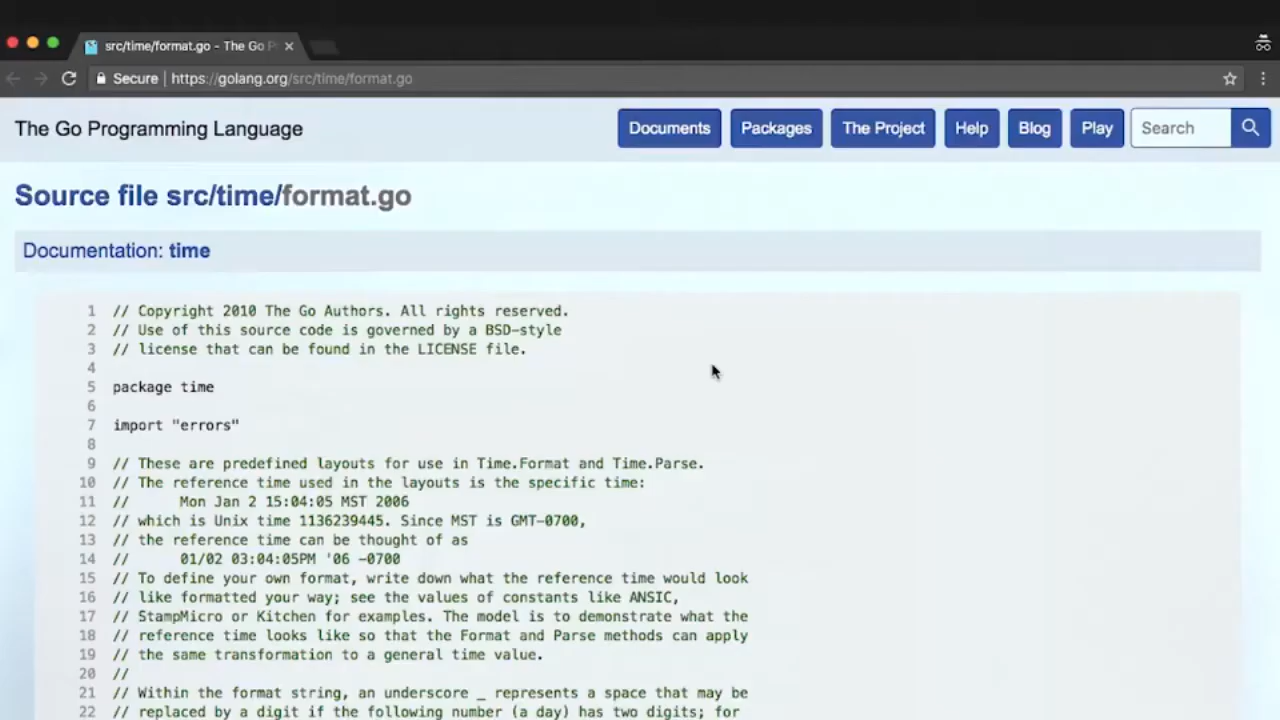 src/time/format.go - The Go P
Secure | https://golang.org/src/time/format.go
The Go Programming Language
Documents
Packages
The Project
Help
Blog
Play
Search
Source file src/time/format.go
Documentation: time
1 // Copyright 2010 The Go Authors. All rights reserved.
2 // Use of this source code is governed by a BSD-style
3 // license that can be found in the LICENSE file.
4
5 package time
6
7 import "errors"
8
9 // These are predefined layouts for use in Time.Format and Time.Parse.
10 // The reference time used in the layouts is the specific time:
11 // Mon Jan 2 15:04:05 MST 2006
12 // which is Unix time 1136239445. Since MST is GMT-0700,
13 // the reference time can be thought of as
14 // 01/02 03:04:05PM '06 -0700
15 // To define your own format, write down what the reference time would look
16 // like formatted your way; see the values of constants like ANSIC,
17 // StampMicro or Kitchen for examples. The model is to demonstrate what the
18 // reference time looks like so that the Format and Parse methods can apply
19 // the same transformation to a general time value.
20 //
21 // Within the format string, an underscore _ represents a space that may be
22 // replaced by a digit if the following number (a day) has two digits; for